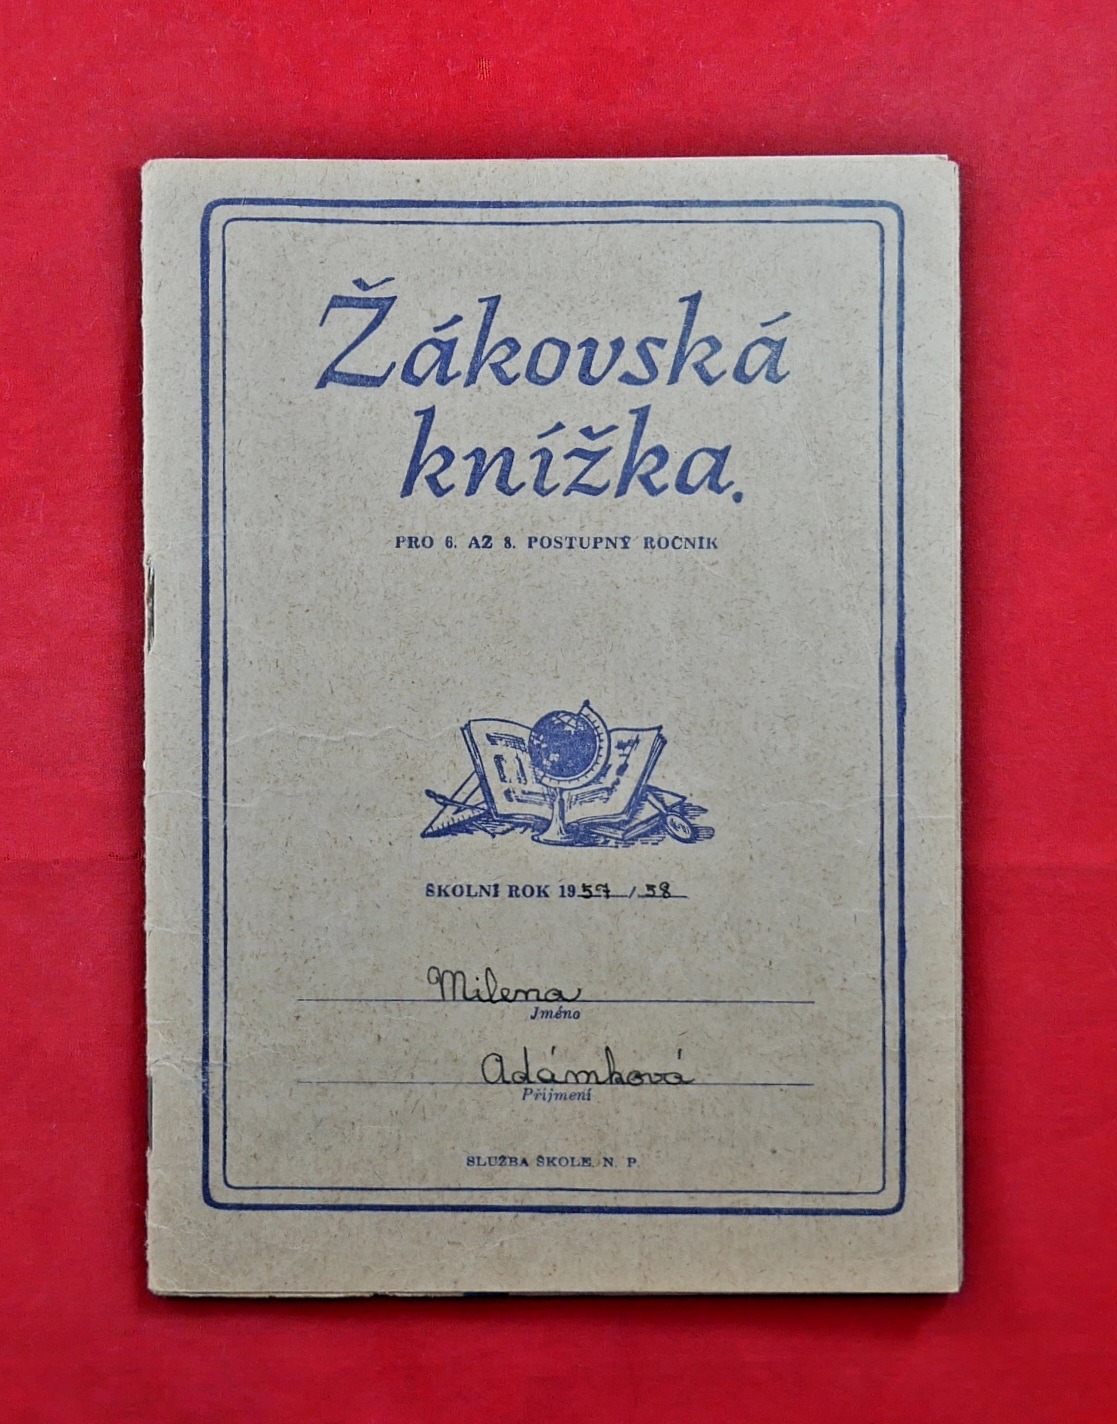 Žákovská
knížka.
PRO 6. AŽ 8. POSTUPNÝ ROČNÍK
ŠKOLNÍ ROK 1957/58
Milena
Jméno
Adámková
Příjmení
SLUŽBA ŠKOLE, N. P.